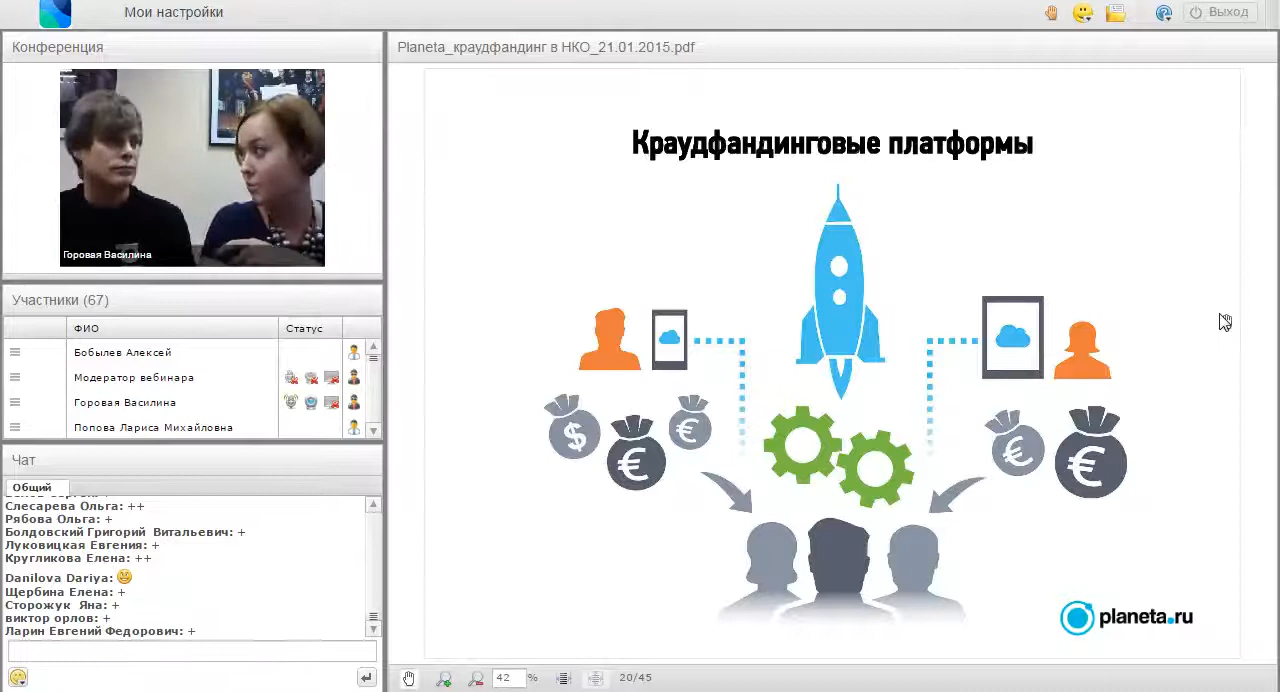 Мои настройки
Выход
Конференция
Горовая Василина
Участники (67)
ФИО
Статус
Бобылев Алексей
Модератор вебинара
Горовая Василина
Попова Лариса Михайловна
Чат
Общий
Слесарева Ольга: ++
Рябова Ольга: +
Болдовский Григорий Витальевич: +
Луковицкая Евгения: +
Кругликова Елена: ++
Danilova Dariya:
Щербина Елена: +
Сторожук Яна: +
виктор орлов: +
Ларин Евгений Федорович: +
Planeta_краудфандинг в НКО_21.01.2015.pdf
Краудфандинговые платформы
$
€
€
€
€
planeta.ru
42 %
20/45